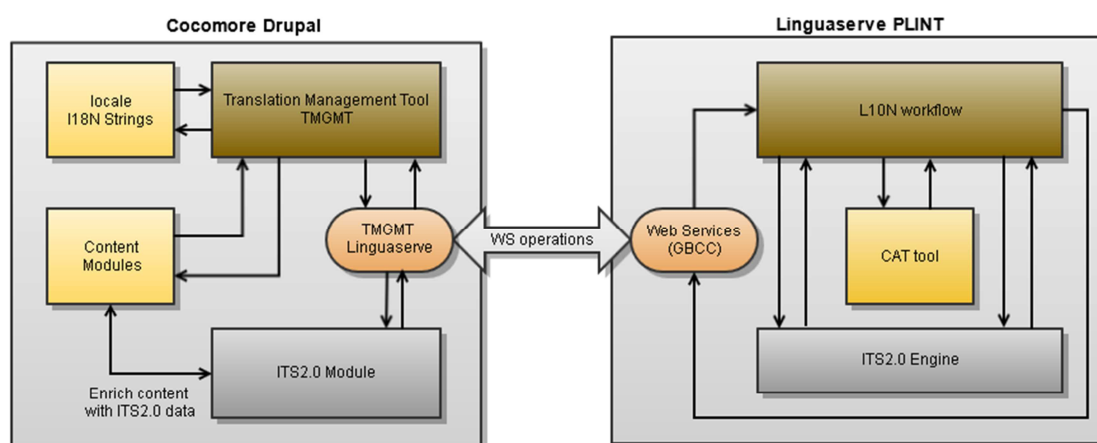 Cocomore Drupal
Linguaserve PLINT
locale
I18N Strings
Translation Management Tool
TMGMT
L10N workflow
Content
Modules
TMGMT
Linguaserve
WS operations
Web Services
(GBCC)
CAT tool
ITS2.0 Module
ITS2.0 Engine
Enrich content
with ITS2.0 data